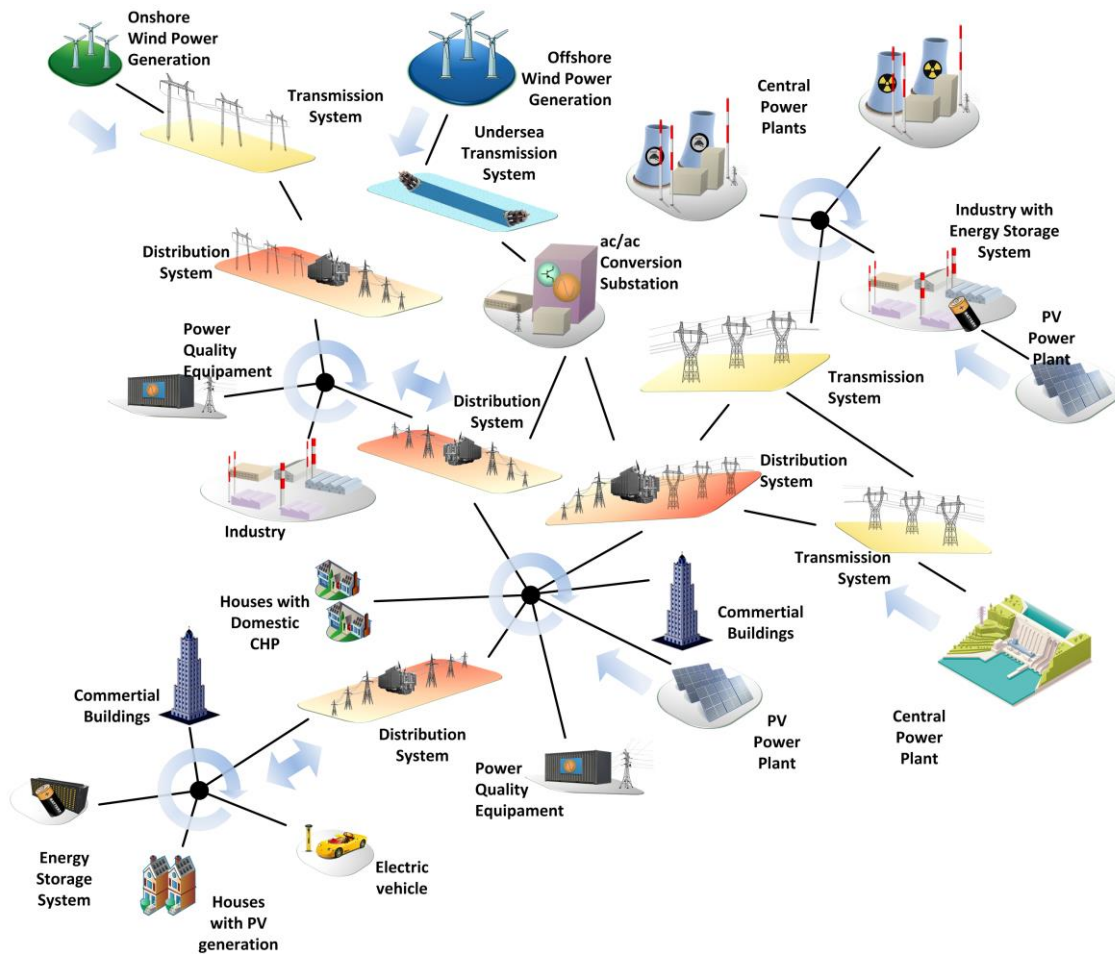 Onshore
Wind Power
Generation
Transmission
System
Offshore
Wind Power
Generation
Undersea
Transmission
System
Central
Power
Plants
Industry with
Energy Storage
System
Distribution
System
ac/ac
Conversion
Substation
PV
Power
Plant
Power
Quality
Equipament
Distribution
System
Transmission
System
Industry
Distribution
System
Transmission
System
Houses with
Domestic
CHP
Commertial
Buildings
Commertial
Buildings
Distribution
System
PV
Power
Plant
Central
Power
Plant
Power
Quality
Equipament
Energy
Storage
System
Electric
vehicle
Houses
with PV
generation